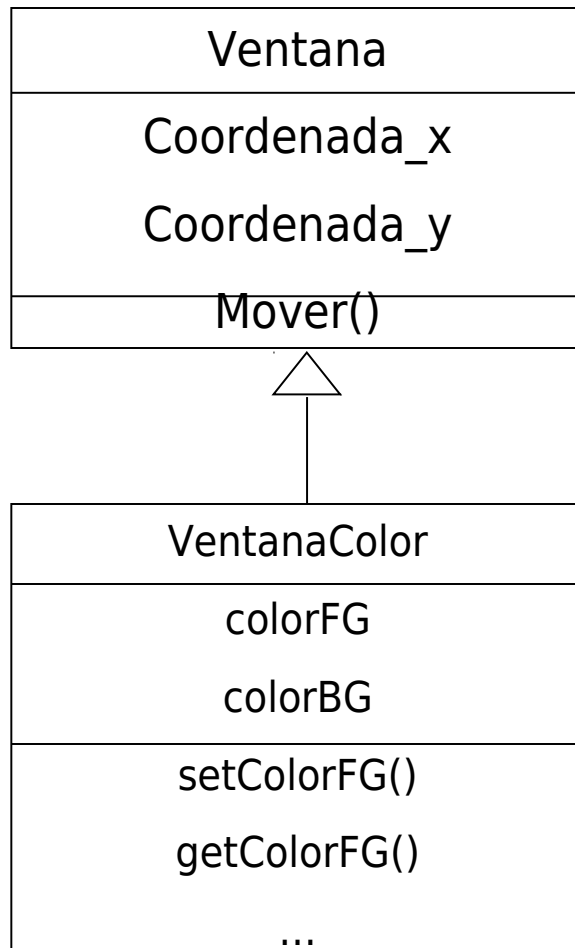 Ventana
Coordenada_x
Coordenada_y
Mover()
VentanaColor
colorFG
colorBG
setColorFG()
getColorFG()
...